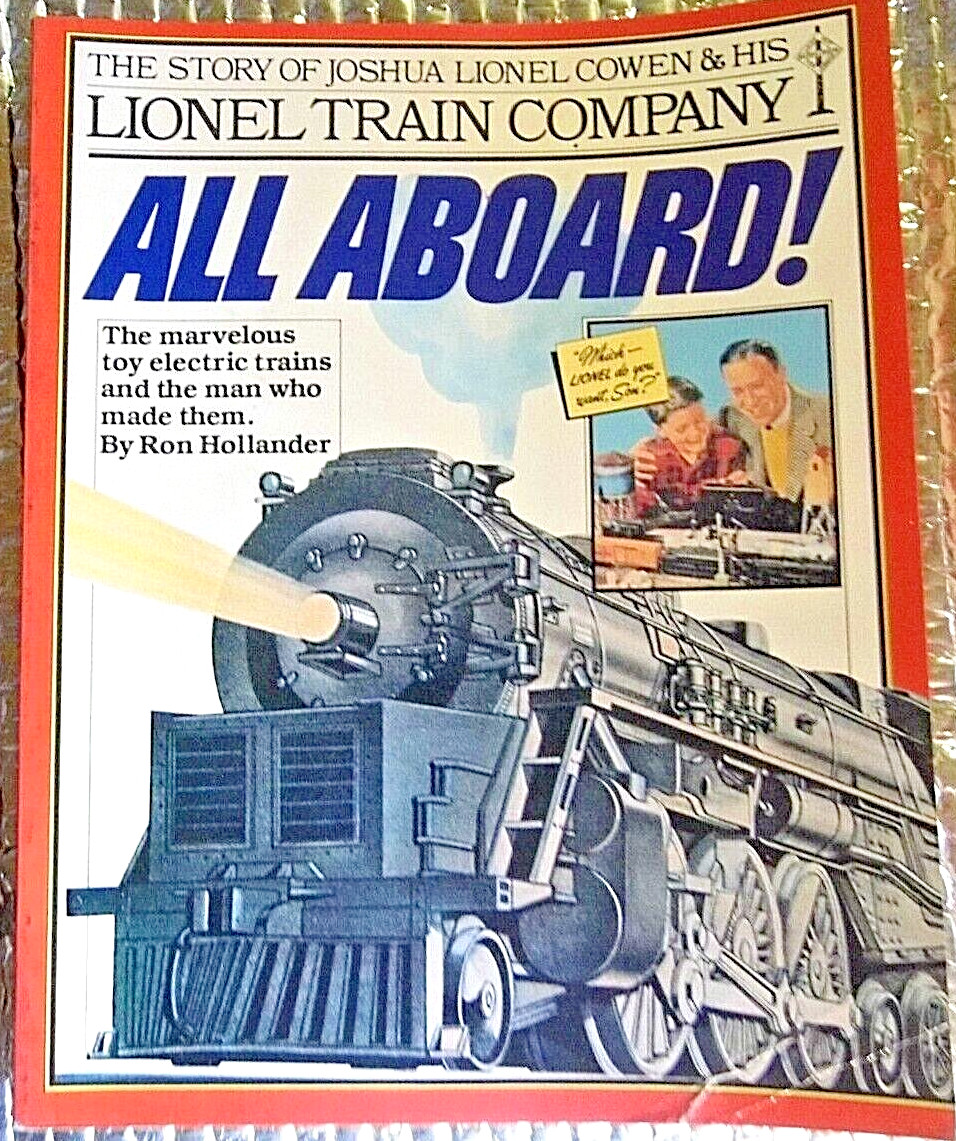 THE STORY OF JOSHUA LIONEL COWEN & HIS
LIONEL TRAIN COMPANY
ALL ABOARD!
The marvelous
toy electric trains
and the man who
made them.
By Ron Hollander
"Which—
LIONEL do you
want, Son?"